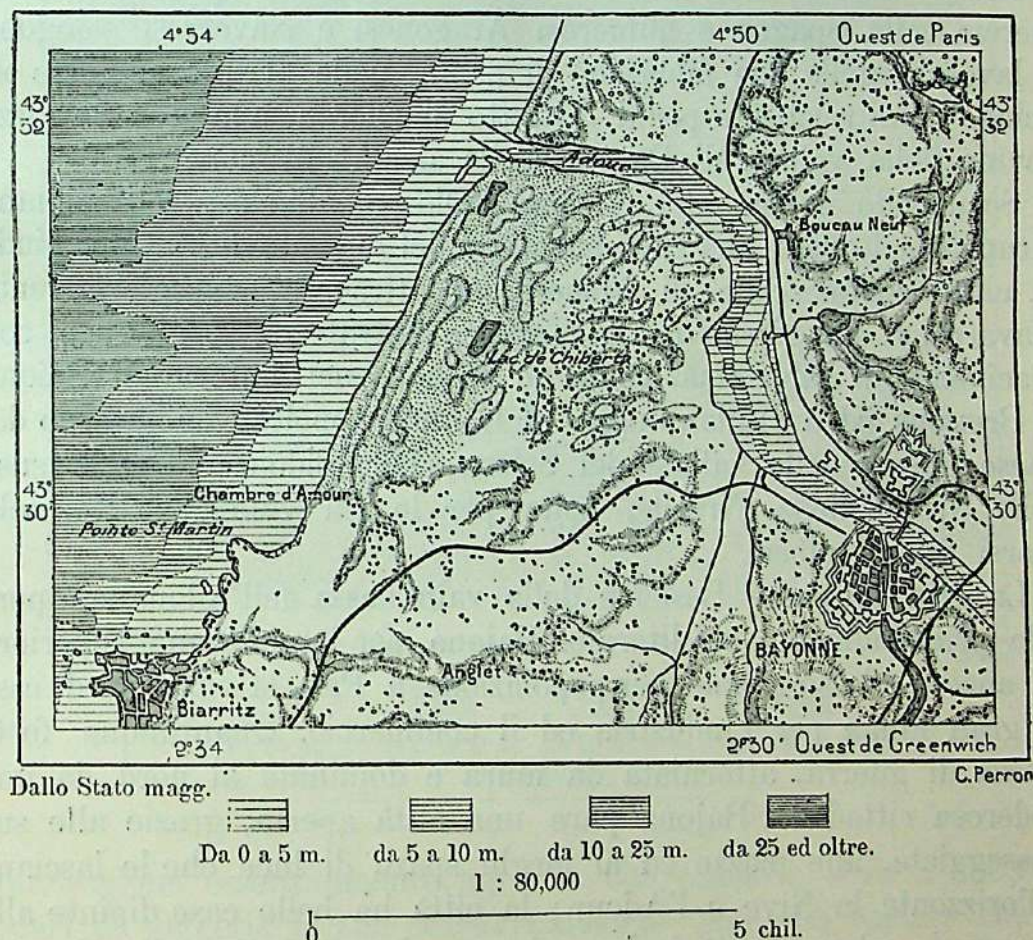 4°54 4°50 Ouest de Paris
43° 43°
32' 32
Adour
Boucau Neuf
Lac de Chiberta
Chambre d'Amour
43° 43°
30' 30'
Pointe St Martin
BAYONNE
Anglet
Biarritz
2°34 2°30' Ouest de Greenwich
C. Perron
Dallo Stato magg.
Da 0 a 5 m. da 5 a 10 m. da 10 a 25 m. da 25 ed oltre.
1 : 80,000
0 5 chil.